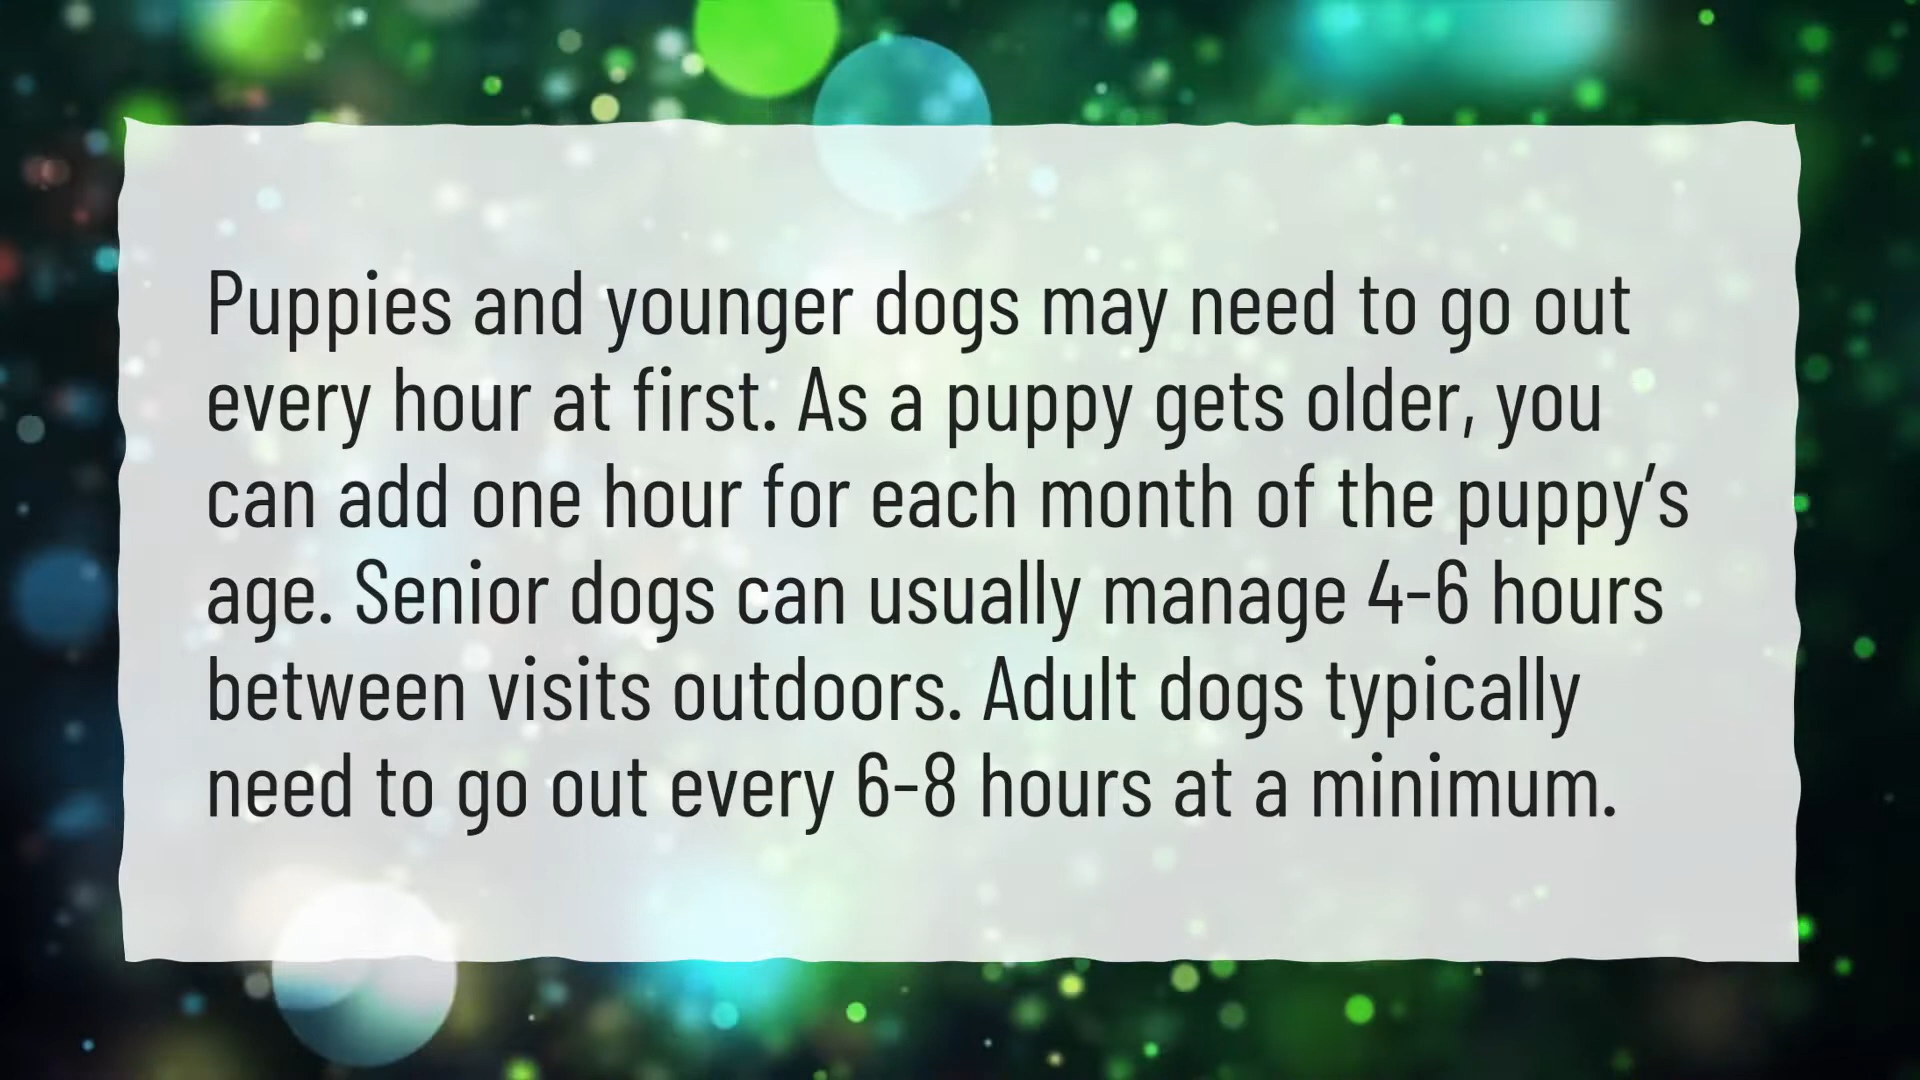 Puppies and younger dogs may need to go out
every hour at first. As a puppy gets older, you
can add one hour for each month of the puppy’s
age. Senior dogs can usually manage 4-6 hours
between visits outdoors. Adult dogs typically
need to go out every 6-8 hours at a minimum.